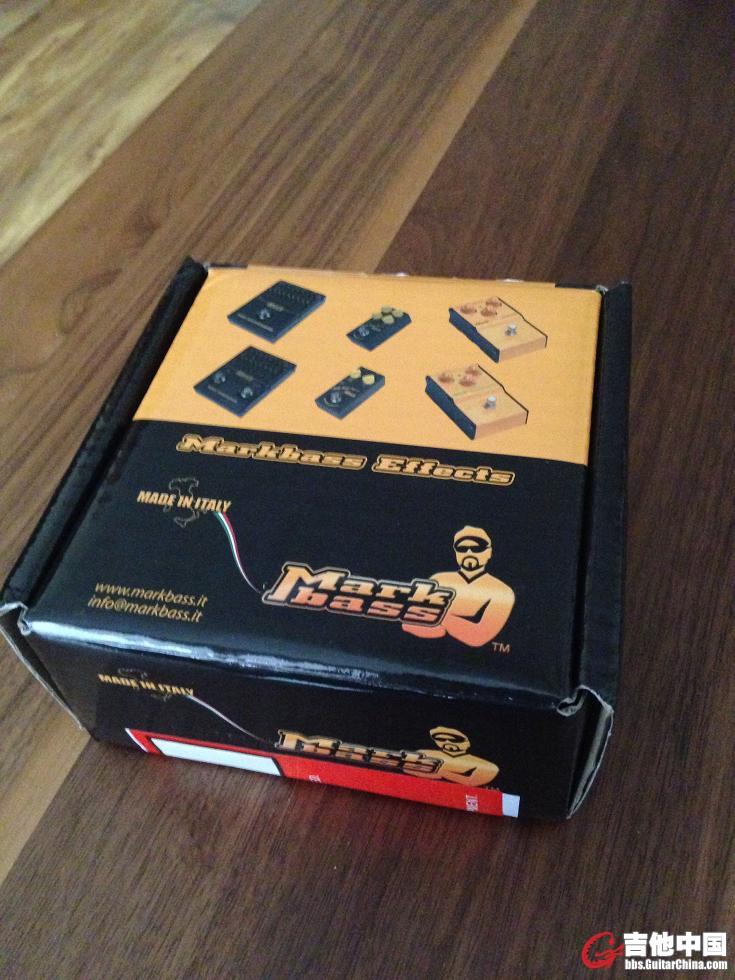 Markbass Effects
MADE IN ITALY
Mark
bass
TM
www.markbass.it
info@markbass.it
MADE IN ITALY
Mark
bass
吉他中国
bbs.GuitarChina.com